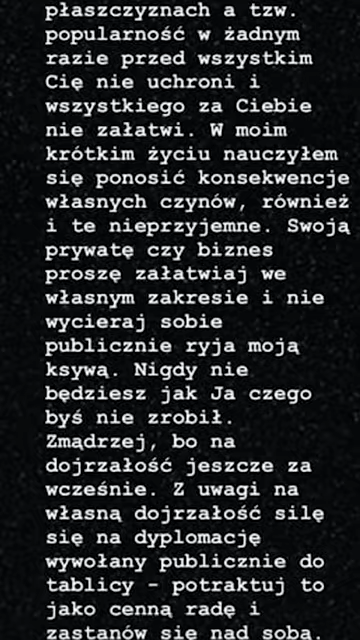 płaszczyznach a tzw.
popularność w żadnym
razie przed wszystkim
Cię nie uchroni i
wszystkiego za Ciebie
nie załatwi. W moim
krótkim życiu nauczyłem
się ponosić konsekwencje
własnych czynów, również
i te nieprzyjemne. Swoją
prywatę czy biznes
proszę załatwiaj we
własnym zakresie i nie
wycieraj sobie
publicznie ryja moją
ksywą. Nigdy nie
będziesz jak Ja czego
byś nie zrobił.
Zmądrzej, bo na
dojrzałość jeszcze za
wcześnie. Z uwagi na
własną dojrzałość silę
się na dyplomację
wywołany publicznie do
tablicy - potraktuj to
jako cenną radę i
zastanów się nad sobą